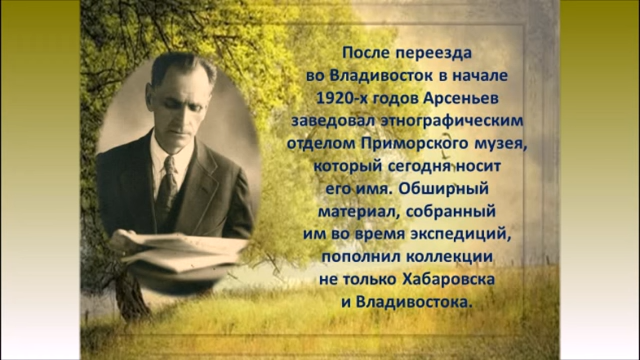 После переезда
во Владивосток в начале
1920-х годов Арсеньев
заведовал этнографическим
отделом Приморского музея,
который сегодня носит
его имя. Обширный
материал, собранный
им во время экспедиций,
пополнил коллекции
не только Хабаровска
и Владивостока.